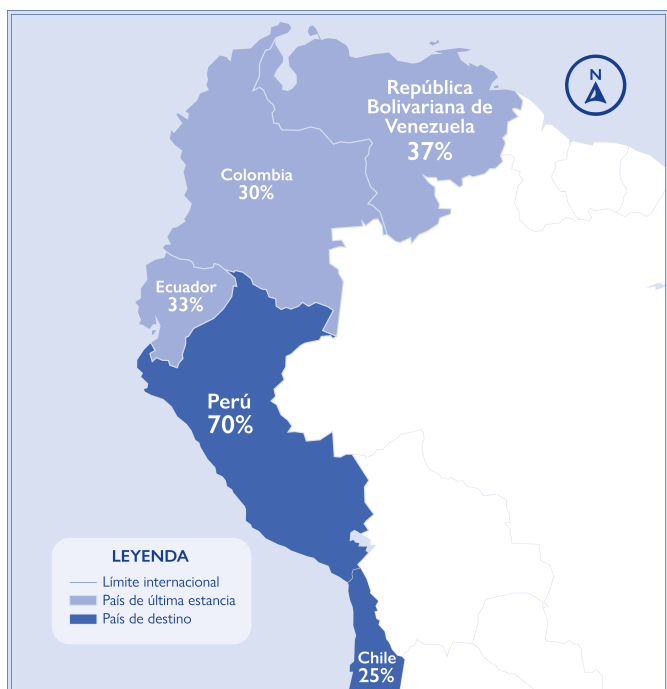 N
República
Bolivariana de
Venezuela
37%
Colombia
30%
Ecuador
33%
Perú
70%
LEYENDA
Límite internacional
País de última estancia
País de destino
Chile
25%